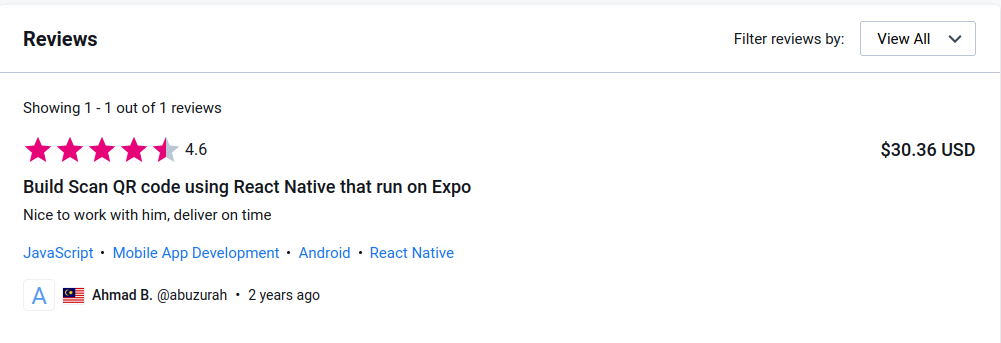 Reviews
Filter reviews by: View All
Showing 1 - 1 out of 1 reviews
4.6 $30.36 USD
Build Scan QR code using React Native that run on Expo
Nice to work with him, deliver on time
JavaScript • Mobile App Development • Android • React Native
A Ahmad B. @abuzurah • 2 years ago